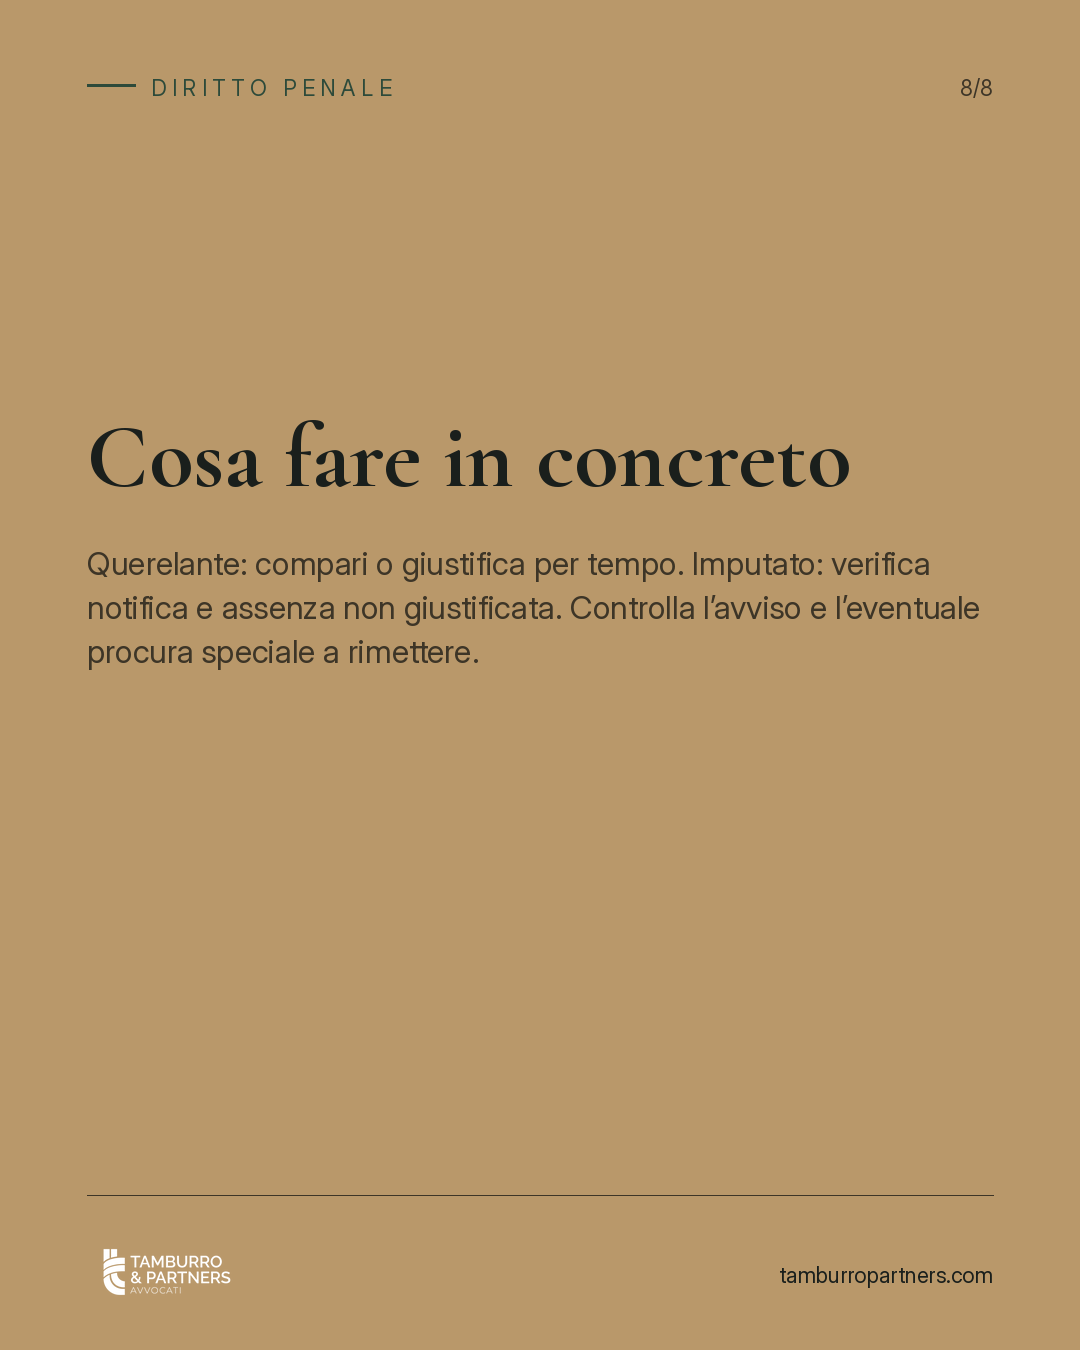 DIRITTO PENALE
8/8
Cosa fare in concreto
Querelante: compari o giustifica per tempo. Imputato: verifica
notifica e assenza non giustificata. Controlla l’avviso e l’eventuale
procura speciale a rimettere.
TAMBURRO
& PARTNERS
AVVOCATI
tamburropartners.com